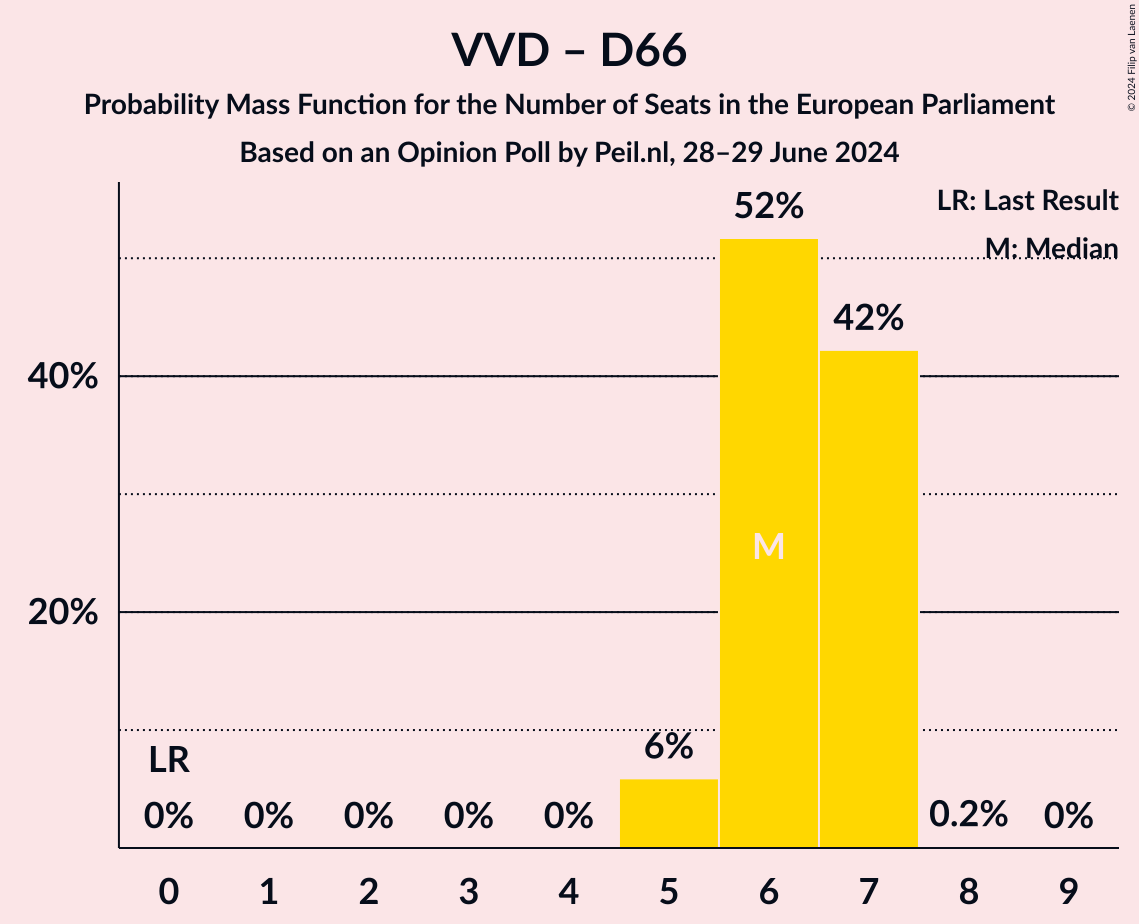 VVD – D66
Probability Mass Function for the Number of Seats in the European Parliament
Based on an Opinion Poll by Peil.nl, 28–29 June 2024
© 2024 Filip van Laenen
LR: Last Result
M: Median
52%
42%
40%
M
20%
6%
LR
0% 0% 0% 0% 0% 0.2% 0%
0 1 2 3 4 5 6 7 8 9